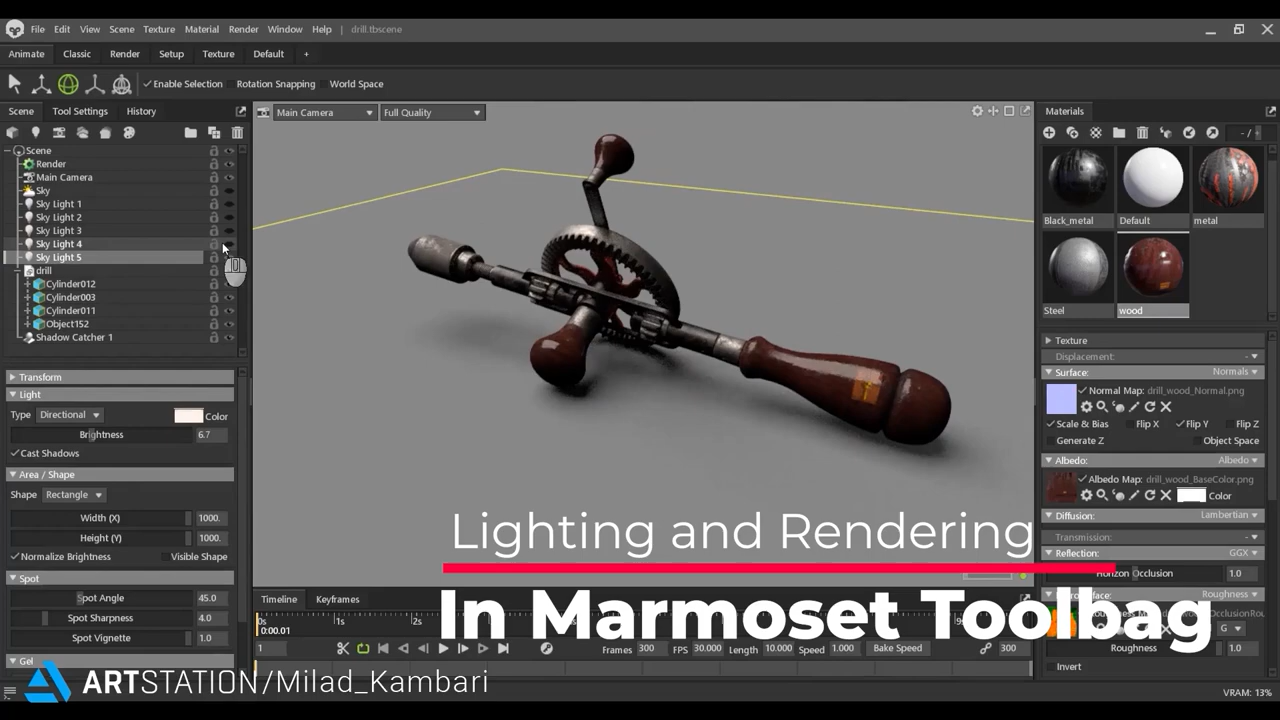 File Edit View Scene Texture Material Render Window Help drill.tbscene
Animate Classic Render Setup Texture Default +
Enable Selection Rotation Snapping World Space
Scene Tool Settings History
Main Camera Full Quality
Materials
Scene
Render
Main Camera
Sky
Sky Light 1
Sky Light 2
Sky Light 3
Sky Light 4
Sky Light 5
drill
Cylinder012
Cylinder003
Cylinder011
Object152
Shadow Catcher 1
Transform
Light
Type Directional Color
Brightness 6.7
Cast Shadows
Area / Shape
Shape Rectangle
Width (X) 1000.
Height (Y) 1000.
Normalize Brightness Visible Shape
Spot
Spot Angle 45.0
Spot Sharpness 4.0
Spot Vignette 1.0
Gel
Black_metal Default metal
Steel wood
Texture
Displacement:
Surface: Normals
Normal Map: drill_wood_Normal.png
Scale & Bias Flip X Flip Y Flip Z
Generate Z Object Space
Albedo: Albedo
Albedo Map: drill_wood_BaseColor.png
Color
Diffusion: Lambertian
Transmission:
Reflection: GGX
Horizon Occlusion 1.0
Roughness
G
Roughness 1.0
Invert
Lighting and Rendering
In Marmoset Toolbag
Timeline Keyframes
0s 1s 2s
0:00.01
1 Frames 300 FPS 30.000 Length 10.000 Speed 1.000 Bake Speed 300
ARTSTATION/Milad_Kambari
VRAM: 13%